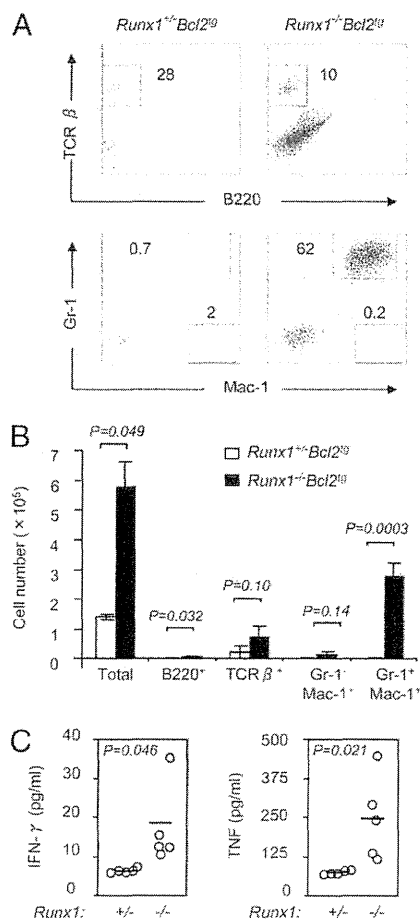 A
Runx1+/-Bcl2tg Runx1-/-Bcl2tg
28 10
TCR β
B220
0.7 62
2 0.2
Gr-1
Mac-1
B
P=0.049
Runx1+/-Bcl2tg
Runx1-/-Bcl2tg
P=0.0003
P=0.032
P=0.10
P=0.14
Cell number (×10⁵)
7
6
5
4
3
2
1
0
Total B220+ TCR β+ Gr-1- Gr-1+
Mac-1+ Mac-1+
C
P=0.046 P=0.021
IFN-γ (pg/ml)
40
30
20
10
0
TNF (pg/ml)
500
375
250
125
0
Runx1: +/- -/- Runx1: +/- -/-